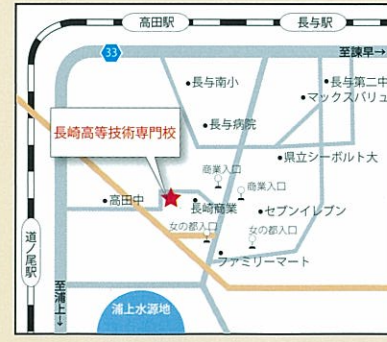 高田駅
長与駅
33
至諫早→
長与南小
長与第二中
マックスバリュ
長与病院
長崎高等技術専門校
県立シーボルト大
商業入口
商業入口
高田中
長崎商業
セブンイレブン
女の都入口
女の都入口
ファミリーマート
道ノ尾駅
至浦上→
浦上水源地